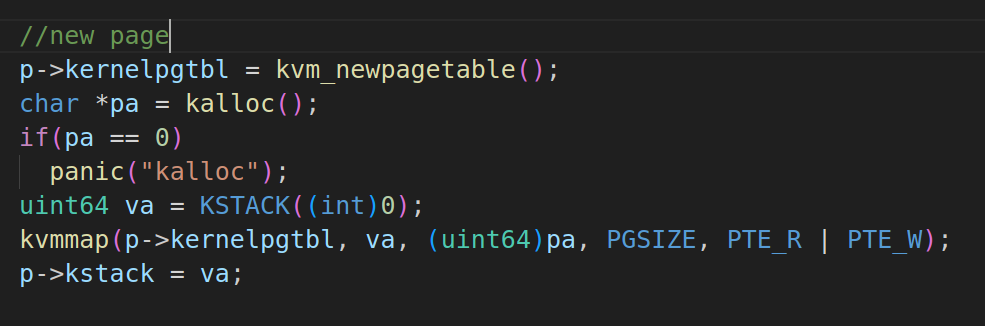 //new page
p->kernelpgtbl = kvm_newpagetable();
char *pa = kalloc();
if(pa == 0)
  panic("kalloc");
uint64 va = KSTACK((int)0);
kvmmap(p->kernelpgtbl, va, (uint64)pa, PGSIZE, PTE_R | PTE_W);
p->kstack = va;